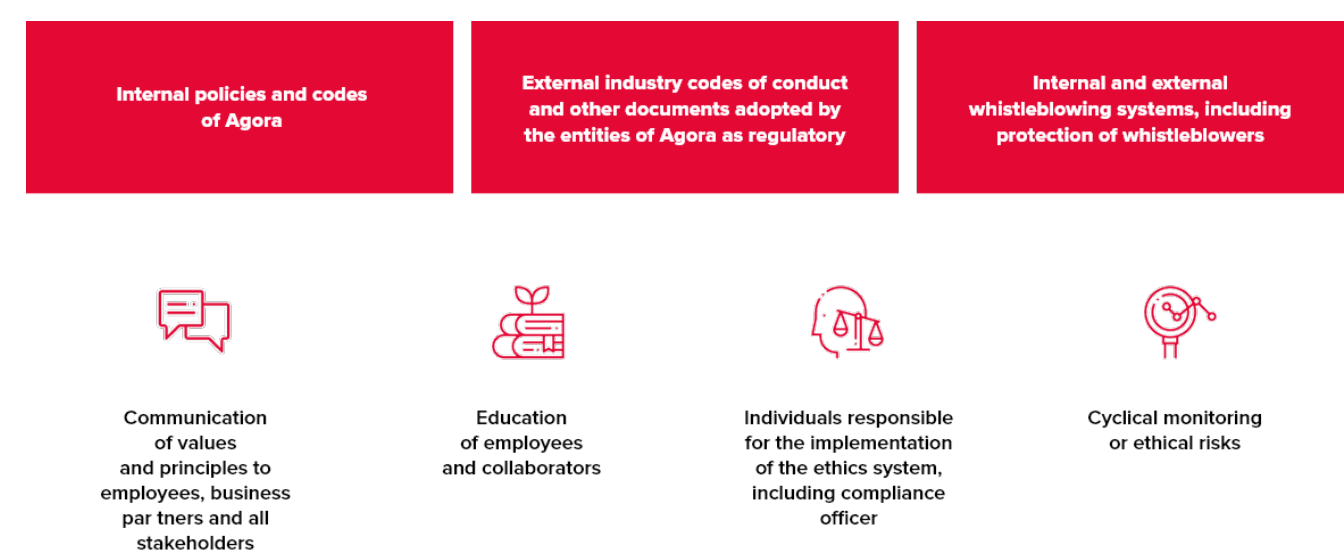 Internal policies and codes
of Agora
External industry codes of conduct
and other documents adopted by
the entities of Agora as regulatory
Internal and external
whistleblowing systems, including
protection of whistleblowers
Communication
of values
and principles to
employees, business
par tners and all
stakeholders
Education
of employees
and collaborators
Individuals responsible
for the implementation
of the ethics system,
including compliance
officer
Cyclical monitoring
or ethical risks